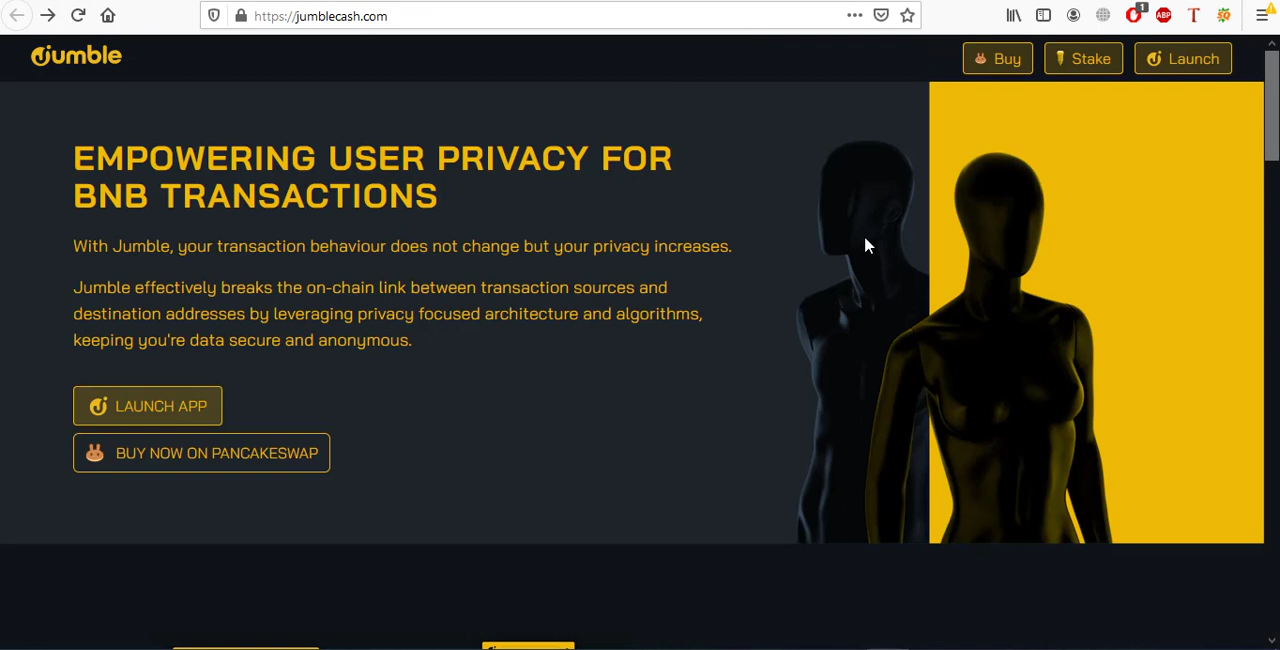 https://jumblecash.com
1
ABP
T
Jumble
Buy
Stake
Launch
EMPOWERING USER PRIVACY FOR
BNB TRANSACTIONS
With Jumble, your transaction behaviour does not change but your privacy increases.
Jumble effectively breaks the on-chain link between transaction sources and
destination addresses by leveraging privacy focused architecture and algorithms,
keeping you're data secure and anonymous.
LAUNCH APP
BUY NOW ON PANCAKESWAP